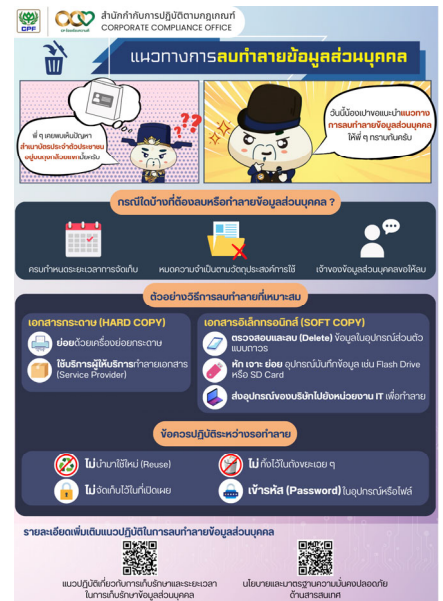 CPF
สำนักกำกับการปฏิบัติตามกฎเกณฑ์
CORPORATE COMPLIANCE OFFICE
แนวทางการลบทำลายข้อมูลส่วนบุคคล
พี่ ๆ เคยพบเห็นปัญหา
สำเนาบัตรประจำตัวประชาชน
???
วันนี้น้องเปาขอแนะนำแนวทาง
การลบทำลายข้อมูลส่วนบุคคล
ให้พี่ ๆ ทราบกันครับ
กรณีใดบ้างที่ต้องลบหรือทำลายข้อมูลส่วนบุคคล ?
ครบกำหนดระยะเวลาการจัดเก็บ
หมดความจำเป็นตามวัตถุประสงค์การใช้
เจ้าของข้อมูลส่วนบุคคลขอให้ลบ
ตัวอย่างวิธีการลบทำลายที่เหมาะสม
เอกสารกระดาษ (HARD COPY)
ย่อยด้วยเครื่องย่อยกระดาษ
ใช้บริการผู้ให้บริการทำลายเอกสาร
(Service Provider)
เอกสารอิเล็กทรอนิกส์ (SOFT COPY)
ตรวจสอบและลบ (Delete) ข้อมูลในอุปกรณ์ส่วนตัว
แบบถาวร
หัก เจาะ ย่อย อุปกรณ์บันทึกข้อมูล เช่น Flash Drive
หรือ SD Card
ส่งอุปกรณ์ของบริษัทไปยังหน่วยงาน IT เพื่อทำลาย
ข้อควรปฏิบัติระหว่างรอทำลาย
ไม่นำมาใช้ใหม่ (Reuse)
ไม่ทิ้งไว้ในถังขยะเฉย ๆ
ไม่จัดเก็บไว้ในที่เปิดเผย
เข้ารหัส (Password) ในอุปกรณ์หรือไฟล์
รายละเอียดเพิ่มเติมแนวปฏิบัติในการลบทำลายข้อมูลส่วนบุคคล
แนวปฏิบัติเกี่ยวกับการเก็บรักษาและระยะเวลา
ในการเก็บรักษาข้อมูลส่วนบุคคล
นโยบายและมาตรฐานความมั่นคงปลอดภัย
ด้านสารสนเทศ